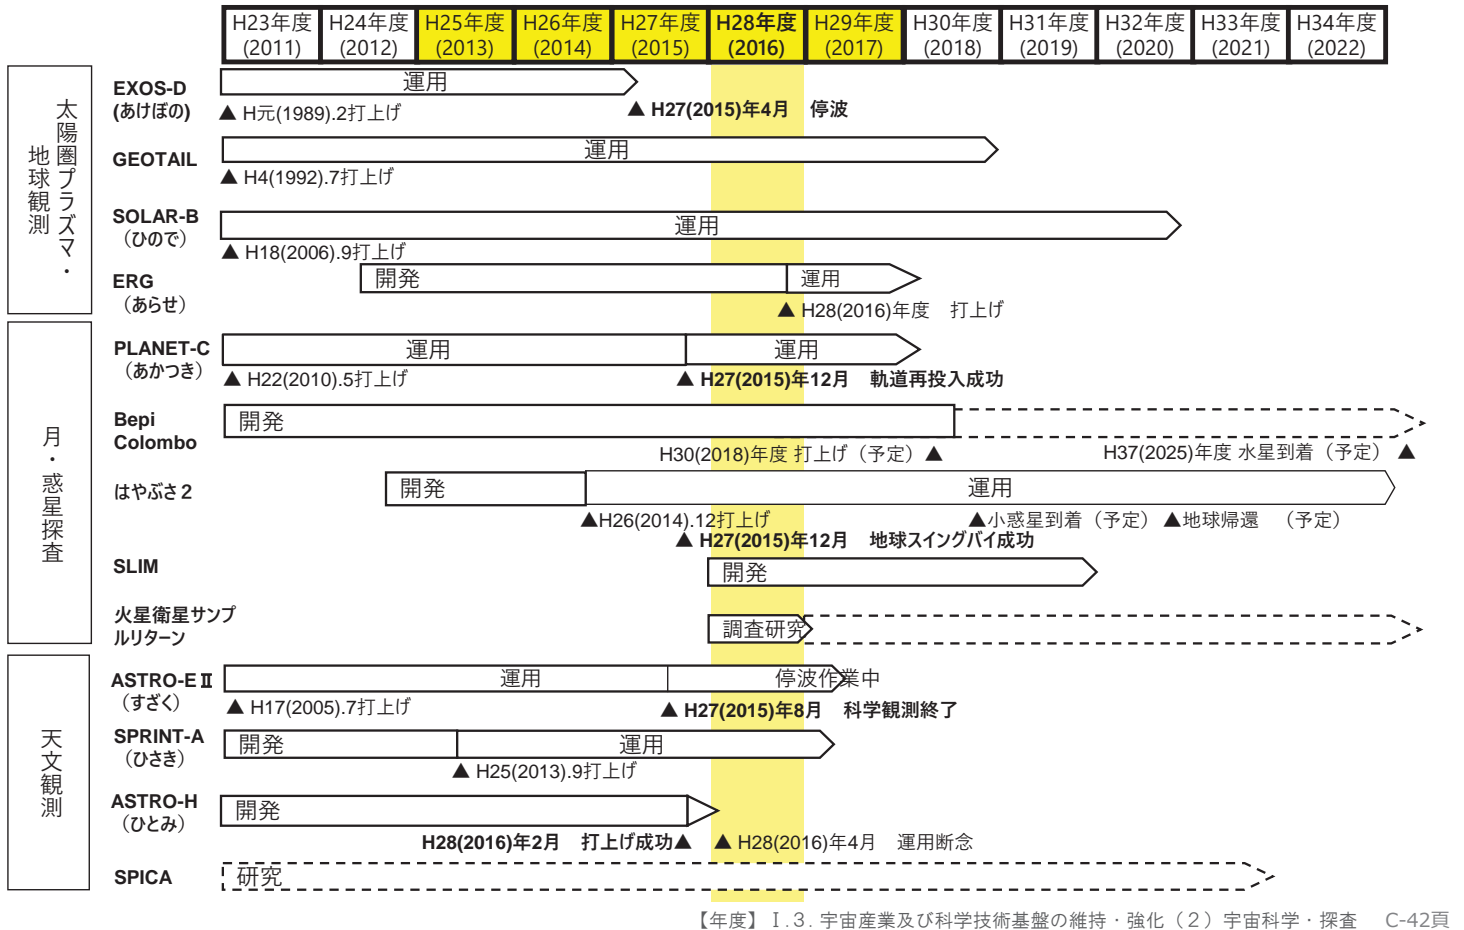 H23年度 H24年度 H25年度 H26年度 H27年度 H28年度 H29年度 H30年度 H31年度 H32年度 H33年度 H34年度
(2011) (2012) (2013) (2014) (2015) (2016) (2017) (2018) (2019) (2020) (2021) (2022)
太陽圏プラズマ・
地球観測
EXOS-D
(あけぼの)
運用
▲ H元(1989).2打上げ
▲ H27(2015)年4月 停波
GEOTAIL
運用
▲ H4(1992).7打上げ
SOLAR-B
（ひので）
運用
▲ H18(2006).9打上げ
ERG
（あらせ）
開発 運用
▲ H28(2016)年度 打上げ
月・惑星探査
PLANET-C
（あかつき）
運用 運用
▲ H22(2010).5打上げ
▲ H27(2015)年12月 軌道再投入成功
Bepi
Colombo
開発
H30(2018)年度 打上げ（予定）▲
H37(2025)年度 水星到着（予定）▲
はやぶさ２
開発 運用
▲H26(2014).12打上げ
▲小惑星到着（予定）
▲地球帰還 （予定）
▲ H27(2015)年12月 地球スイングバイ成功
SLIM
開発
火星衛星サンプ
ルリターン
調査研究
天文観測
ASTRO-EⅡ
（すざく）
運用 停波作業中
▲ H17(2005).7打上げ
▲ H27(2015)年8月 科学観測終了
SPRINT-A
（ひさき）
開発 運用
▲ H25(2013).9打上げ
ASTRO-H
（ひとみ）
開発
H28(2016)年2月 打上げ成功▲
▲ H28(2016)年4月 運用断念
SPICA
研究
【年度】Ⅰ.３. 宇宙産業及び科学技術基盤の維持・強化（２）宇宙科学・探査 C-42頁